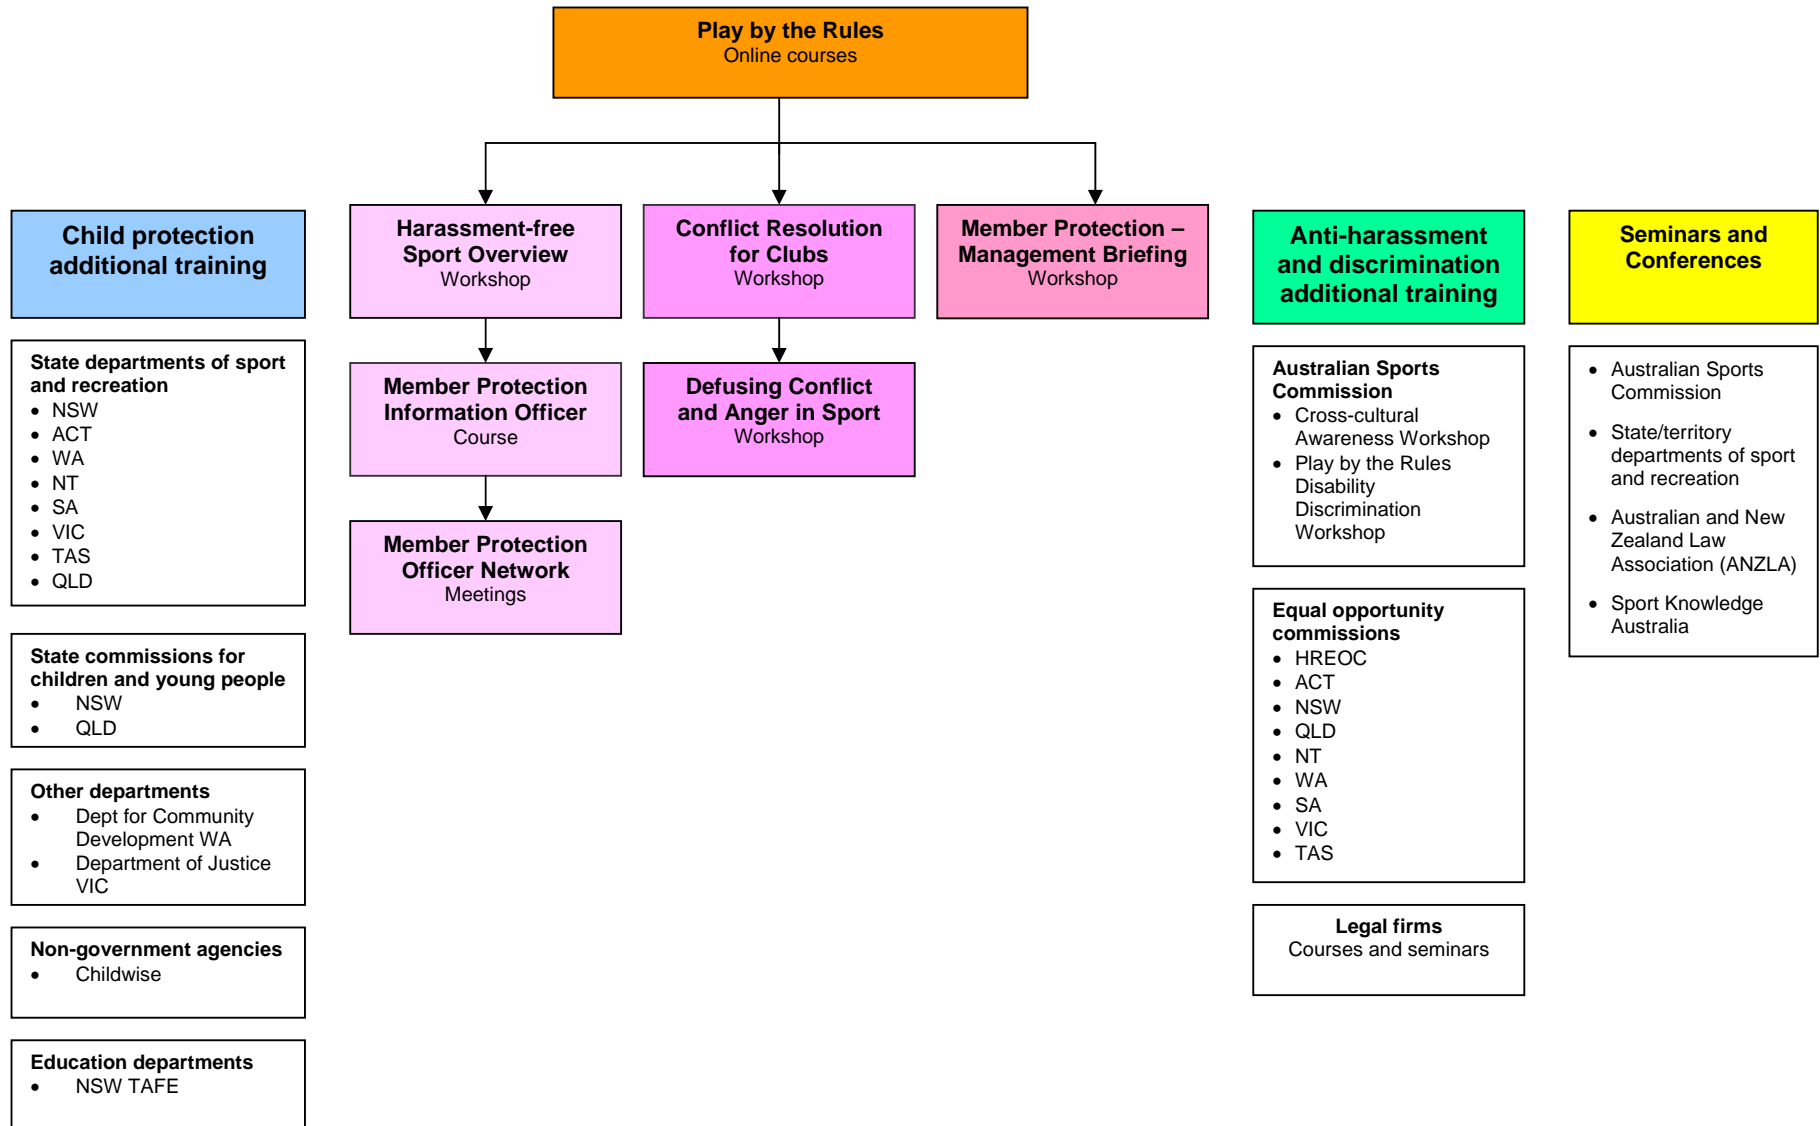 Play by the Rules
Online courses
Child protection
additional training
State departments of sport
and recreation
• NSW
• ACT
• WA
• NT
• SA
• VIC
• TAS
• QLD
State commissions for
children and young people
• NSW
• QLD
Other departments
• Dept for Community
Development WA
• Department of Justice
VIC
Non-government agencies
• Childwise
Education departments
• NSW TAFE
Harassment-free
Sport Overview
Workshop
Member Protection
Information Officer
Course
Member Protection
Officer Network
Meetings
Conflict Resolution
for Clubs
Workshop
Defusing Conflict
and Anger in Sport
Workshop
Member Protection –
Management Briefing
Workshop
Anti-harassment
and discrimination
additional training
Australian Sports
Commission
• Cross-cultural
Awareness Workshop
• Play by the Rules
Disability
Discrimination
Workshop
Equal opportunity
commissions
• HREOC
• ACT
• NSW
• QLD
• NT
• WA
• SA
• VIC
• TAS
Legal firms
Courses and seminars
Seminars and
Conferences
• Australian Sports
Commission
• State/territory
departments of sport
and recreation
• Australian and New
Zealand Law
Association (ANZLA)
• Sport Knowledge
Australia